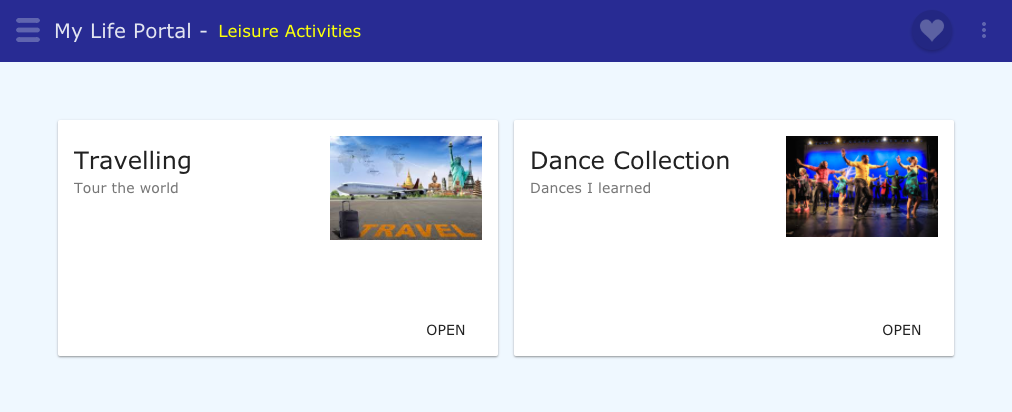 My Life Portal - Leisure Activities
Travelling
Tour the world
TRAVEL
OPEN
Dance Collection
Dances I learned
OPEN